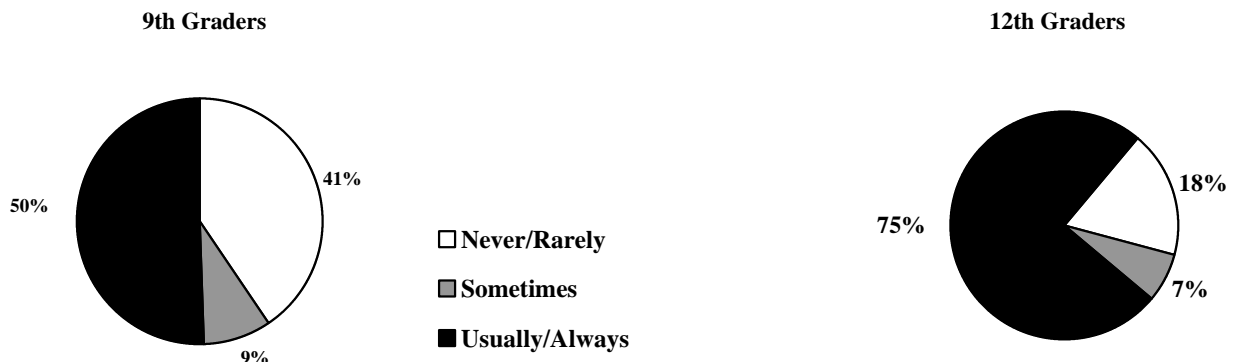 9th Graders
12th Graders
41%
50%
9%
Never/Rarely
Sometimes
Usually/Always
18%
75%
7%